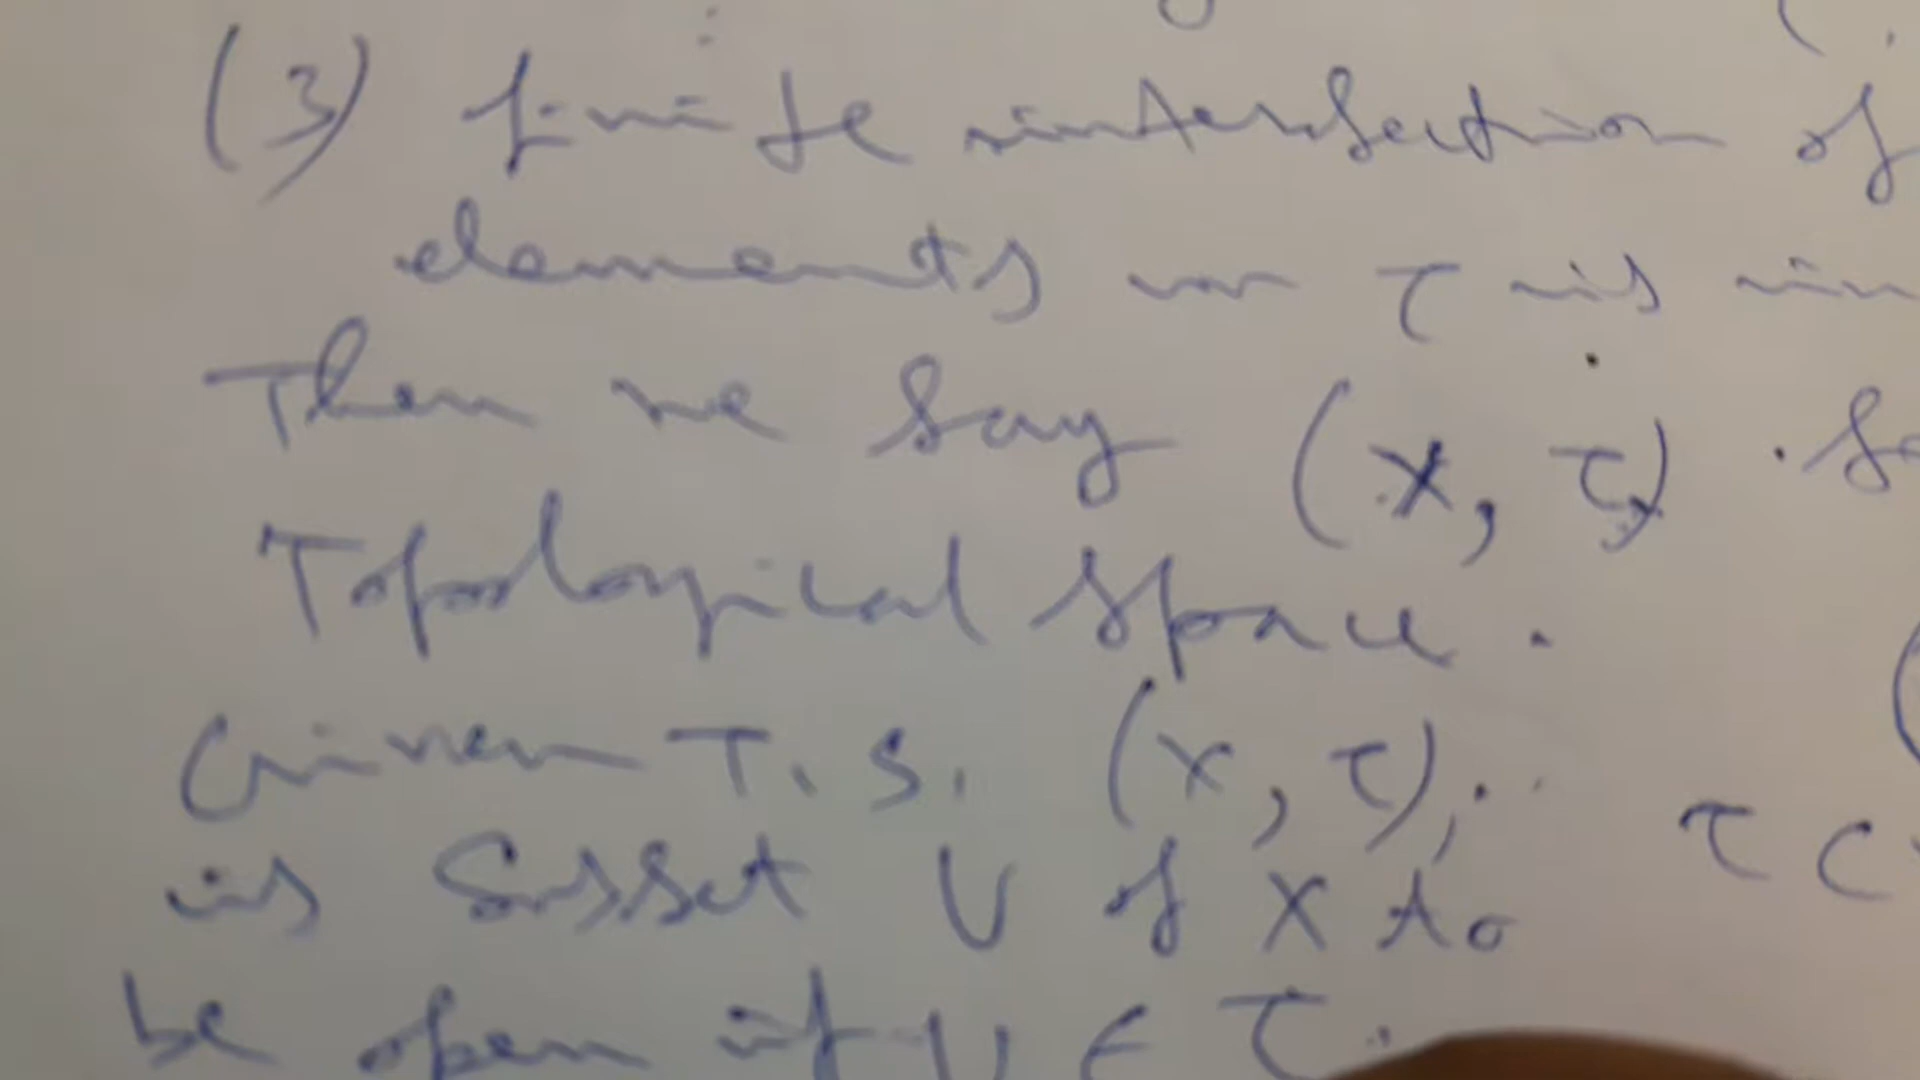 (3) finite intersection of
elements in τ is in
Then we say (X, τ)
Topological space.
Given T.S. (X, τ),
is subset U of X to
be open if U ∈ τ.
τ C